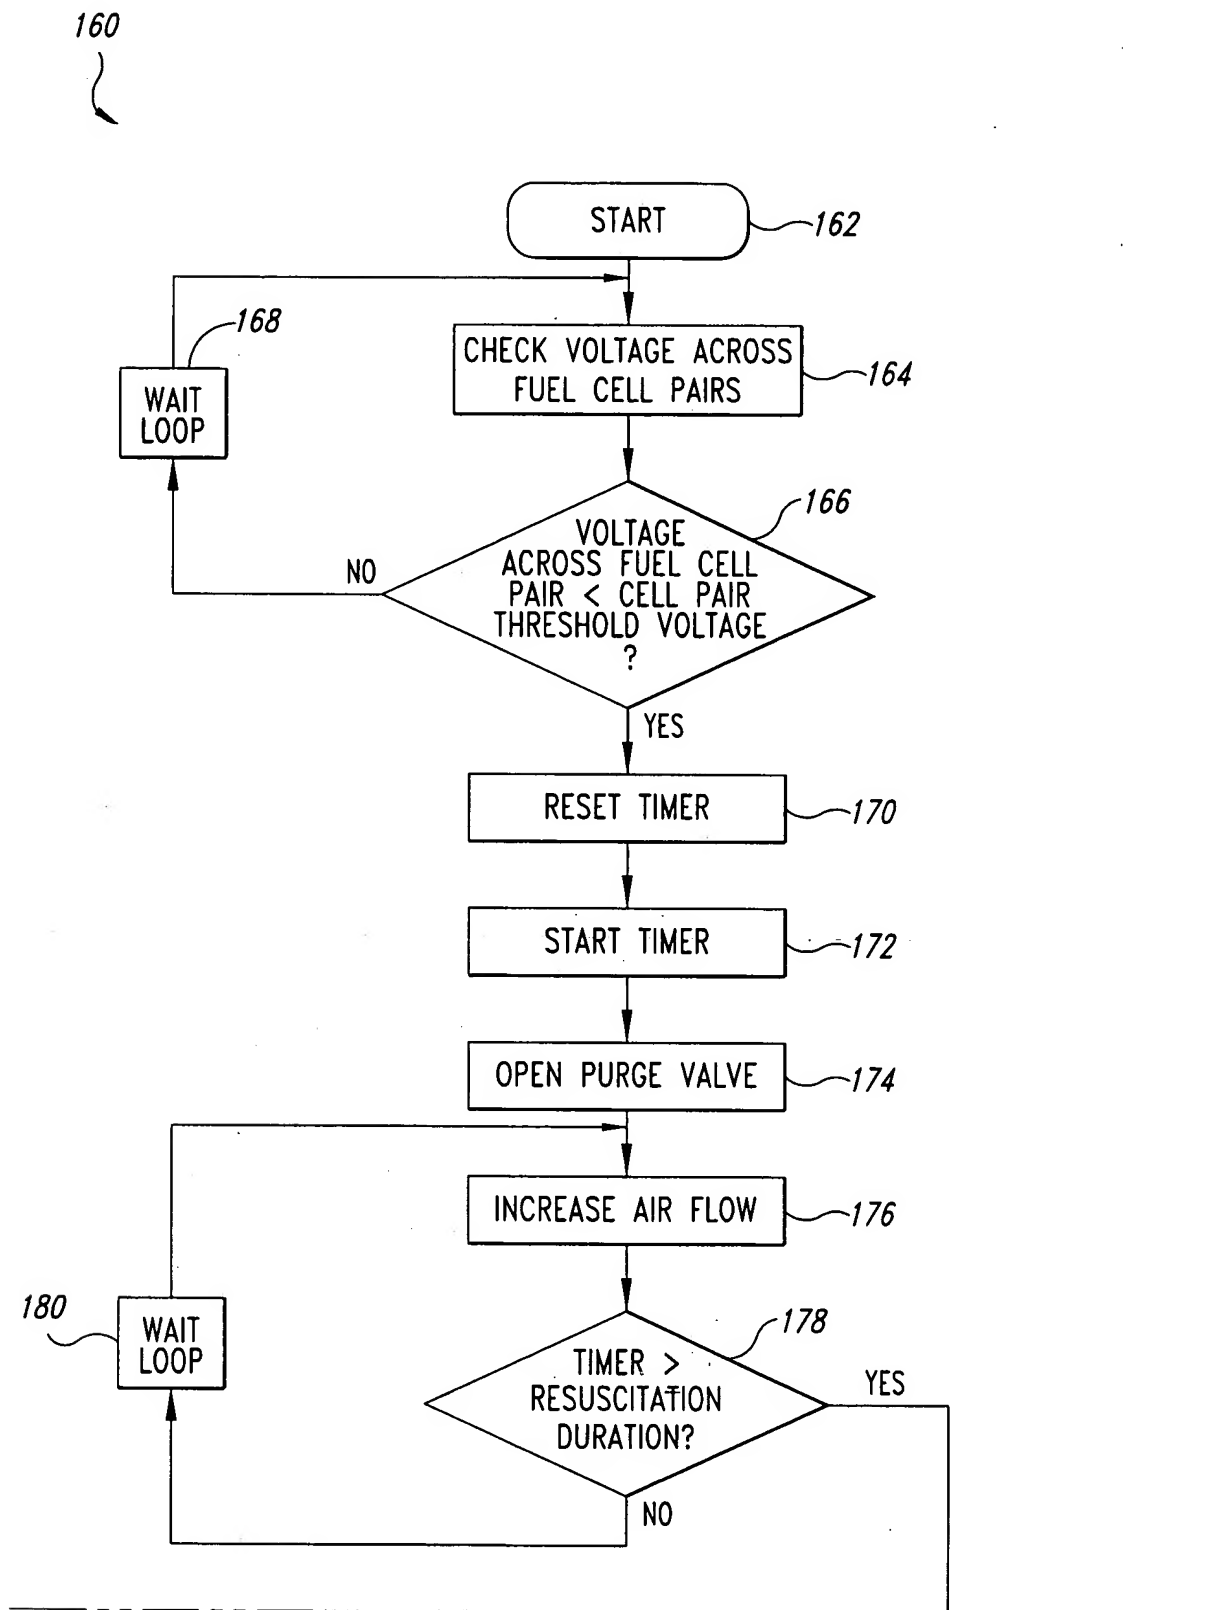 160
START
162
168
CHECK VOLTAGE ACROSS
FUEL CELL PAIRS
164
WAIT
LOOP
166
VOLTAGE
ACROSS FUEL CELL
PAIR < CELL PAIR
THRESHOLD VOLTAGE
?
NO
YES
RESET TIMER
170
START TIMER
172
OPEN PURGE VALVE
174
INCREASE AIR FLOW
176
180
WAIT
LOOP
178
TIMER >
RESUSCITATION
DURATION?
YES
NO